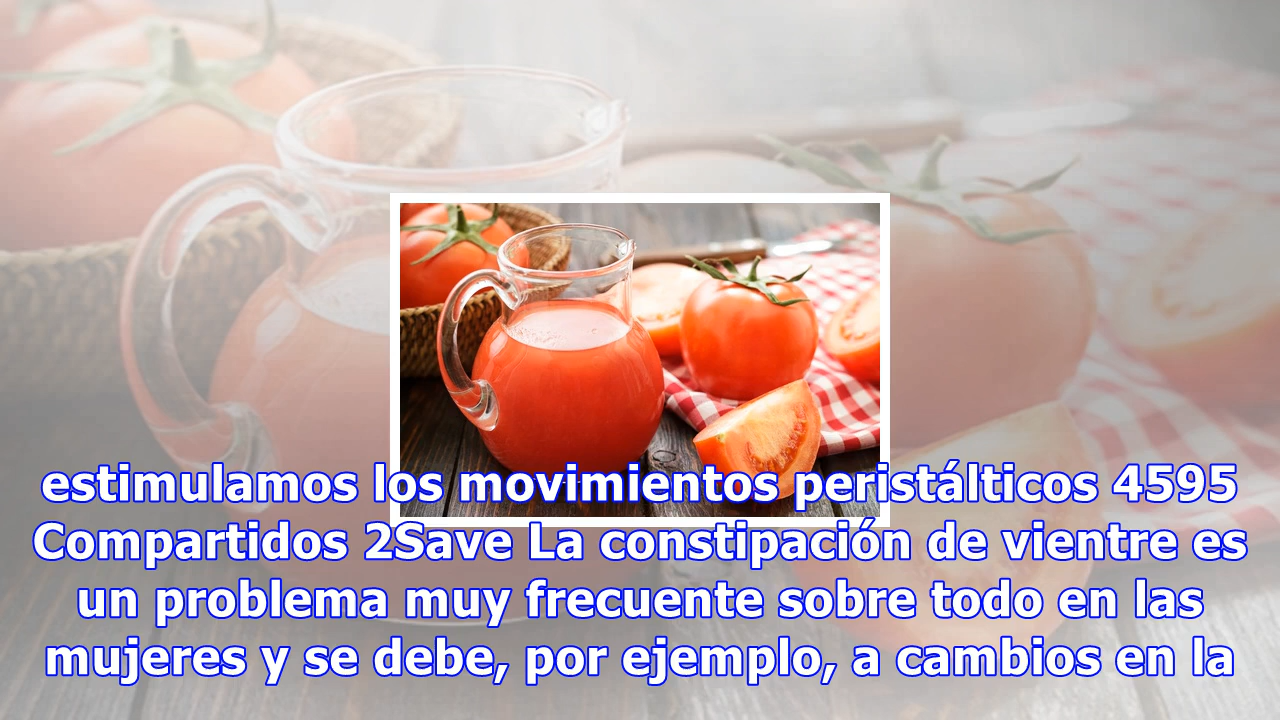 estimulamos los movimientos peristálticos 4595
Compartidos 2Save La constipación de vientre es
un problema muy frecuente sobre todo en las
mujeres y se debe, por ejemplo, a cambios en la